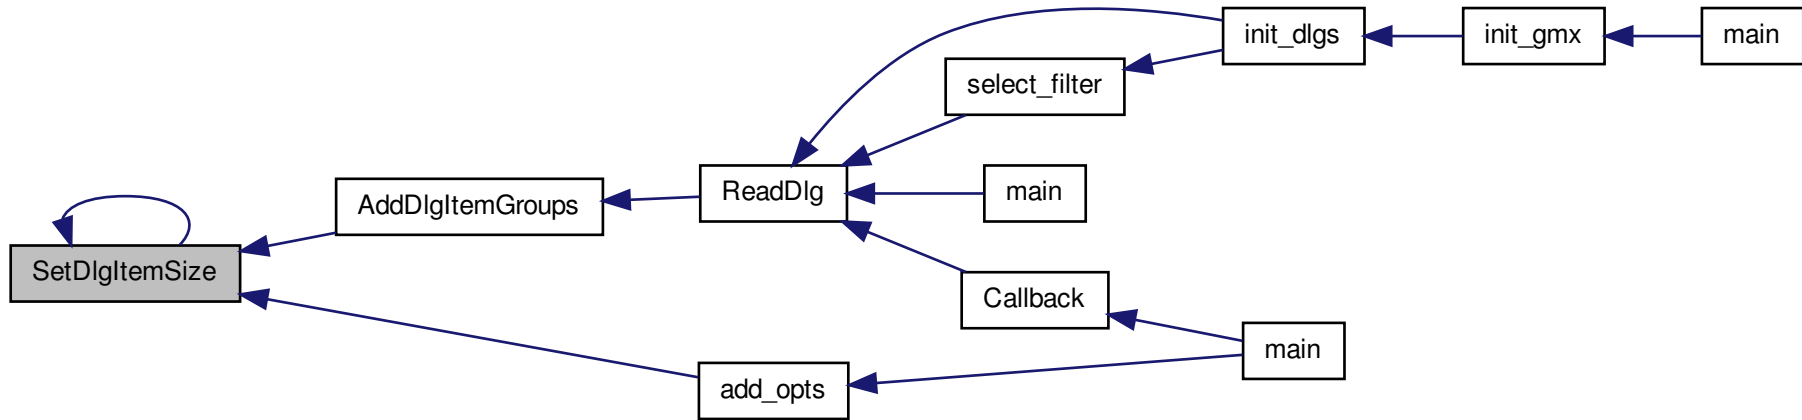 init_dlgs
init_gmx
main
select_filter
ReadDlg
main
AddDlgItemGroups
SetDlgItemSize
Callback
main
add_opts